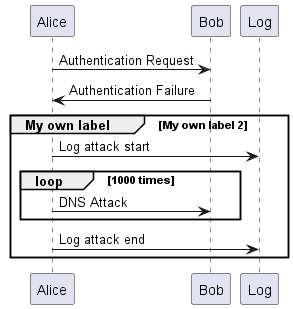 Alice Bob Log
Authentication Request
Authentication Failure
My own label [My own label 2]
Log attack start
loop [1000 times]
DNS Attack
Log attack end
Alice Bob Log